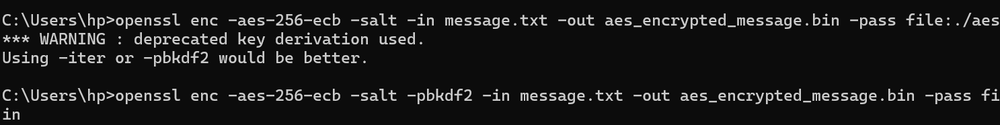 C:\Users\hp>openssl enc -aes-256-ecb -salt -in message.txt -out aes_encrypted_message.bin -pass file:./aes
*** WARNING : deprecated key derivation used.
Using -iter or -pbkdf2 would be better.
C:\Users\hp>openssl enc -aes-256-ecb -salt -pbkdf2 -in message.txt -out aes_encrypted_message.bin -pass fi
in